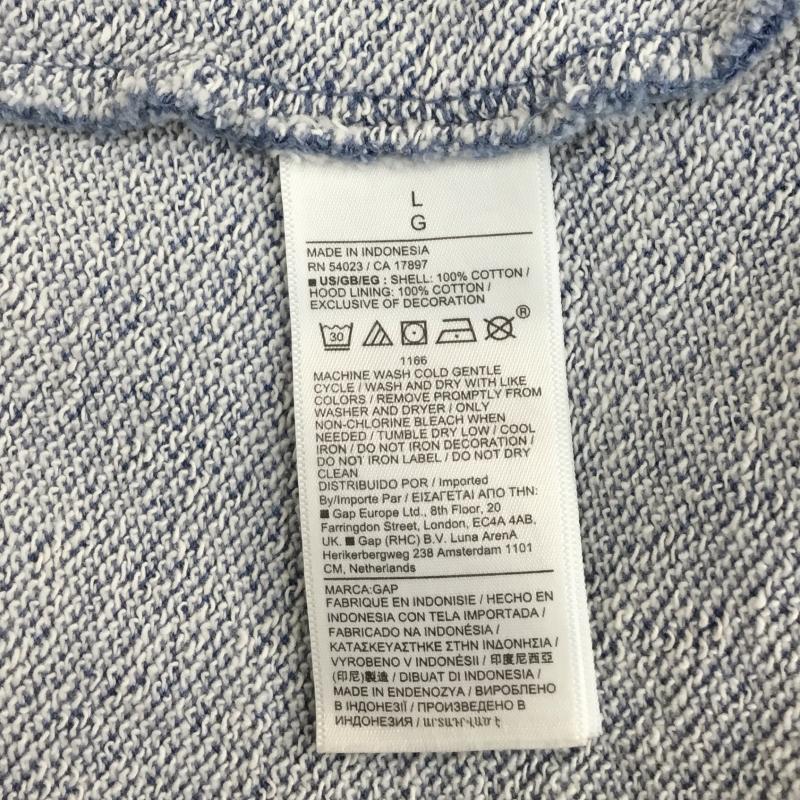 L
G
MADE IN INDONESIA
RN 54023 / CA 17897
■ US/GB/EG : SHELL: 100% COTTON /
HOOD LINING: 100% COTTON /
EXCLUSIVE OF DECORATION
30
®
1166
MACHINE WASH COLD GENTLE
CYCLE / WASH AND DRY WITH LIKE
COLORS / REMOVE PROMPTLY FROM
WASHER AND DRYER / ONLY
NON-CHLORINE BLEACH WHEN
NEEDED / TUMBLE DRY LOW / COOL
IRON / DO NOT IRON DECORATION /
DO NOT IRON LABEL / DO NOT DRY
CLEAN
DISTRIBUIDO POR / Imported
By/Importe Par / ΕΙΣΑΓΕΤΑΙ ΑΠΟ ΤΗΝ:
■ Gap Europe Ltd., 8th Floor, 20
Farringdon Street, London, EC4A 4AB,
UK. ■ Gap (RHC) B.V. Luna ArenA
Herikerbergweg 238 Amsterdam 1101
CM, Netherlands
MARCA:GAP
FABRIQUE EN INDONISIE / HECHO EN
INDONESIA CON TELA IMPORTADA /
FABRICADO NA INDONÉSIA /
ΚΑΤΑΣΚΕΥΑΣΤΗΚΕ ΣΤΗΝ ΙΝΔΟΝΗΣΙΑ /
VYROBENO V INDONÉSII / 印度尼西亞
(印尼)製造 / DIBUAT DI INDONESIA /
MADE IN ENDENOZYA / ВИРОБЛЕНО
В ІНДОНЕЗІЇ / ПРОИЗВЕДЕНО В
ИНДОНЕЗИЯ /